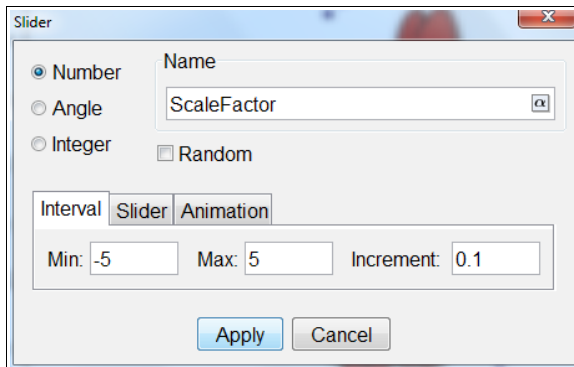 Slider
Number
Angle
Integer
Name
ScaleFactor
α
Random
Interval Slider Animation
Min: -5 Max: 5 Increment: 0.1
Apply Cancel